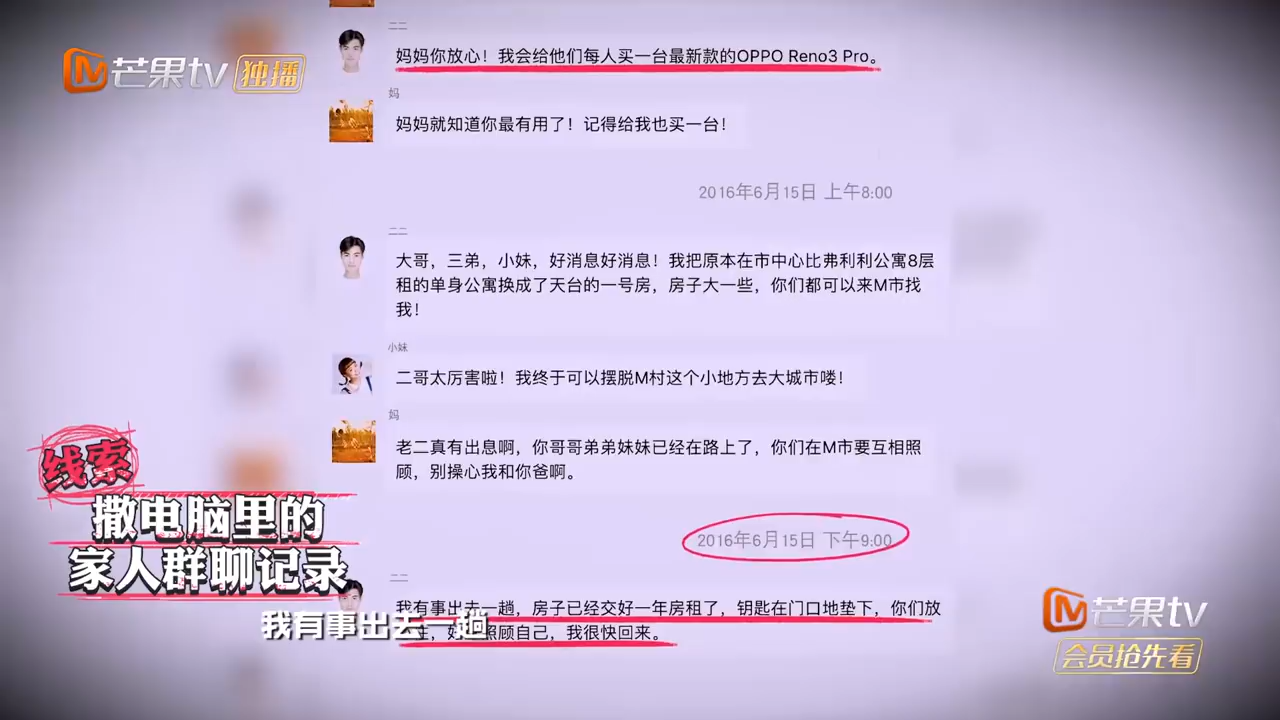 二二
妈妈你放心！我会给他们每人买一台最新款的OPPO Reno3 Pro。
芒果tv 独播
妈
妈妈就知道你最有用了！记得给我也买一台！
2016年6月15日 上午8:00
二二
大哥，三弟，小妹，好消息好消息！我把原本在市中心比弗利利公寓8层
租的单身公寓换成了天台的一号房，房子大一些，你们都可以来M市找
我！
小妹
二哥太厉害啦！我终于可以摆脱M村这个小地方去大城市喽！
妈
老二真有出息啊，你哥哥弟弟妹妹已经在路上了，你们在M市要互相照
顾，别操心我和你爸啊。
线索
撒电脑里的
家人群聊记录
2016年6月15日 下午9:00
二二
我有事出去一趟，房子已经交好一年房租了，钥匙在门口地垫下，你们放
照顾自己，我很快回来。
我有事出去一趟
芒果tv
会员抢先看